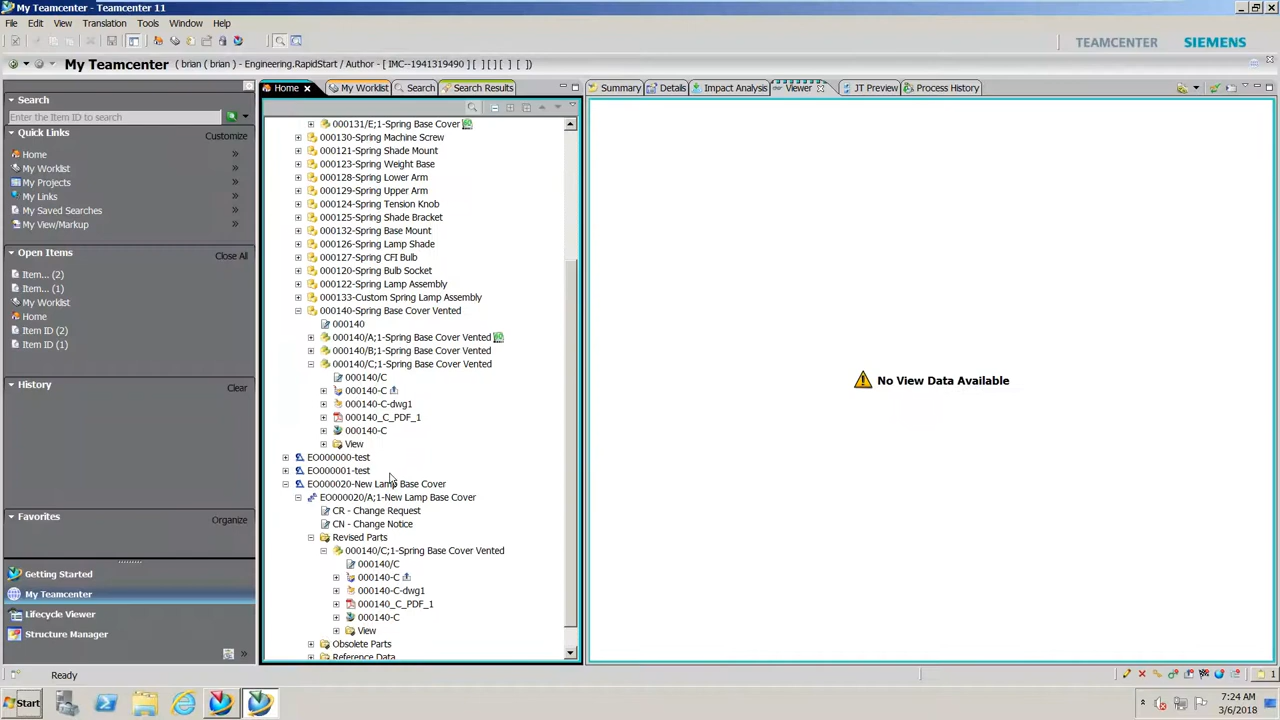 My Teamcenter - Teamcenter 11
File Edit View Translation Tools Window Help
TEAMCENTER SIEMENS
My Teamcenter (brian ( brian ) - Engineering.RapidStart / Author - [ IMC--1941319490 ] [ ] [ ] [ ] [ ] )
Search
Enter the Item ID to search
Quick Links Customize
Home
My Worklist
My Projects
My Links
My Saved Searches
My View/Markup
Open Items Close All
Item... (2)
Item... (1)
My Worklist
Home
Item ID (2)
Item ID (1)
History Clear
Favorites Organize
Getting Started
My Teamcenter
Lifecycle Viewer
Structure Manager
Home My Worklist Search Search Results
000131/E;1-Spring Base Cover
000130-Spring Machine Screw
000121-Spring Shade Mount
000123-Spring Weight Base
000128-Spring Lower Arm
000129-Spring Upper Arm
000124-Spring Tension Knob
000125-Spring Shade Bracket
000132-Spring Base Mount
000126-Spring Lamp Shade
000127-Spring CFI Bulb
000120-Spring Bulb Socket
000122-Spring Lamp Assembly
000133-Custom Spring Lamp Assembly
000140-Spring Base Cover Vented
000140
000140/A;1-Spring Base Cover Vented
000140/B;1-Spring Base Cover Vented
000140/C;1-Spring Base Cover Vented
000140/C
000140-C
000140-C-dwg1
000140_C_PDF_1
000140-C
View
EO000000-test
EO000001-test
EO000020-New Lamp Base Cover
EO000020/A;1-New Lamp Base Cover
CR - Change Request
CN - Change Notice
Revised Parts
000140/C;1-Spring Base Cover Vented
000140/C
000140-C
000140-C-dwg1
000140_C_PDF_1
000140-C
View
Obsolete Parts
Reference Data
Summary Details Impact Analysis Viewer JT Preview Process History
No View Data Available
Ready
1
Start
7:24 AM
3/6/2018